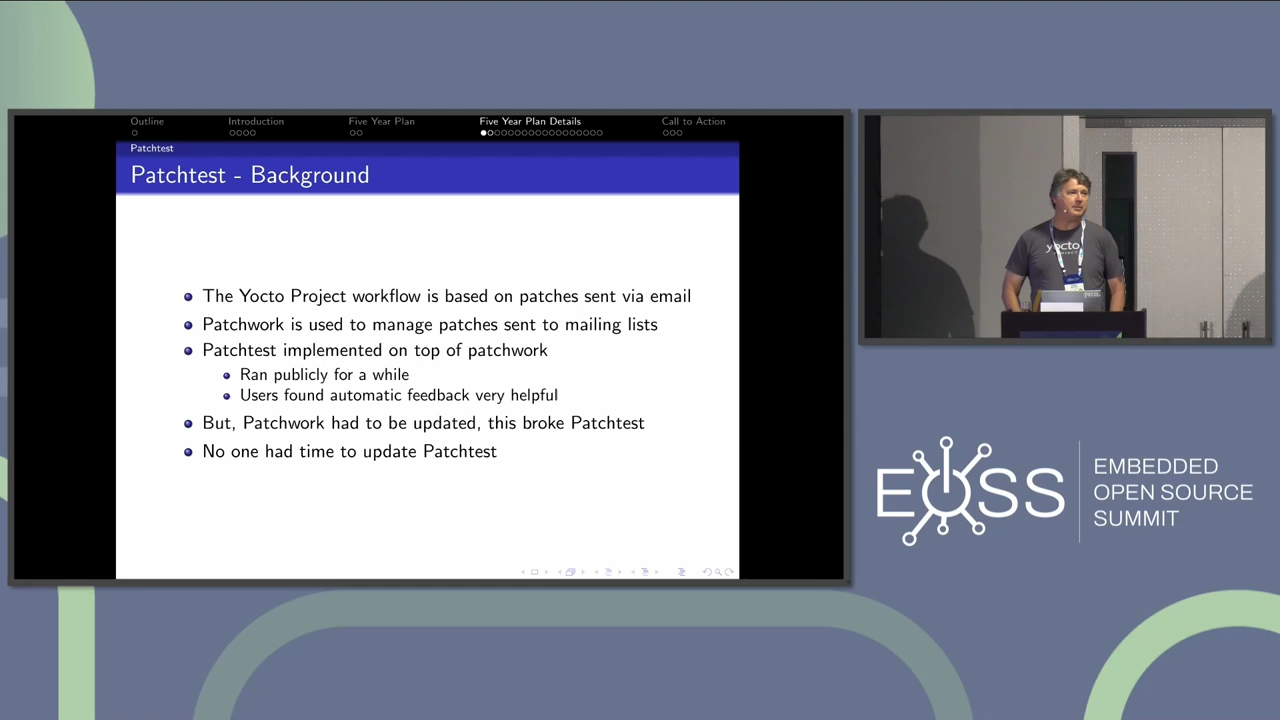 Outline
Introduction
Five Year Plan
Five Year Plan Details
Call to Action
Patchtest
Patchtest - Background
The Yocto Project workflow is based on patches sent via email
Patchwork is used to manage patches sent to mailing lists
Patchtest implemented on top of patchwork
Ran publicly for a while
Users found automatic feedback very helpful
But, Patchwork had to be updated, this broke Patchtest
No one had time to update Patchtest
yocto
PROJECT
EOSS
EMBEDDED
OPEN SOURCE
SUMMIT